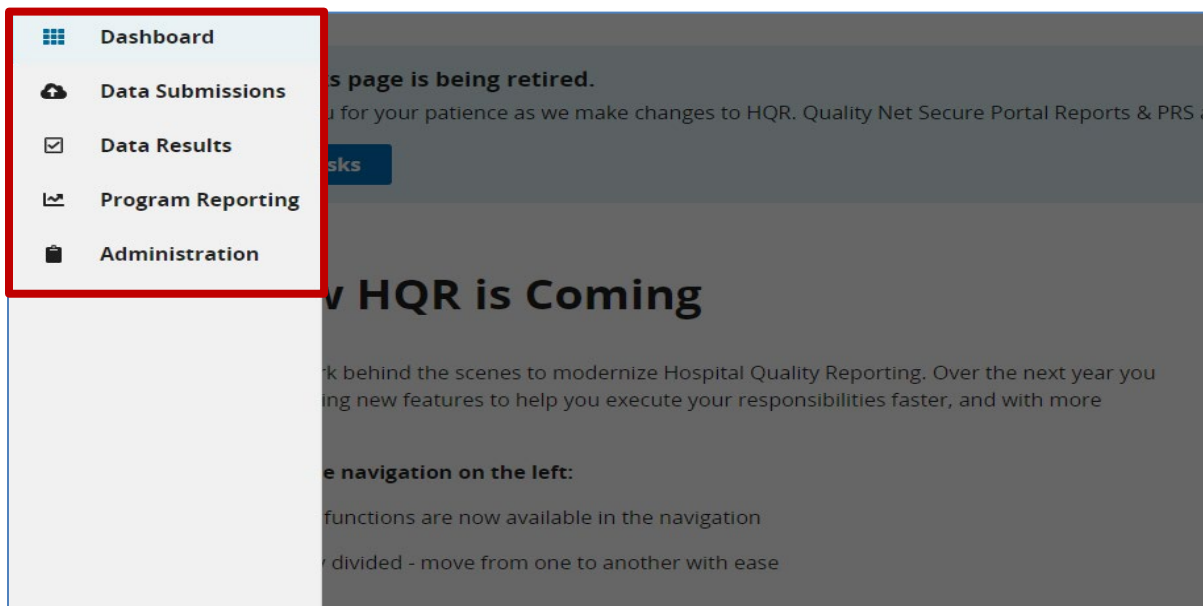 Dashboard
Data Submissions
Data Results
Program Reporting
Administration
s page is being retired.
for your patience as we make changes to HQR. Quality Net Secure Portal Reports & PRS
sks
HQR is Coming
rk behind the scenes to modernize Hospital Quality Reporting. Over the next year you
ing new features to help you execute your responsibilities faster, and with more
e navigation on the left:
functions are now available in the navigation
divided - move from one to another with ease